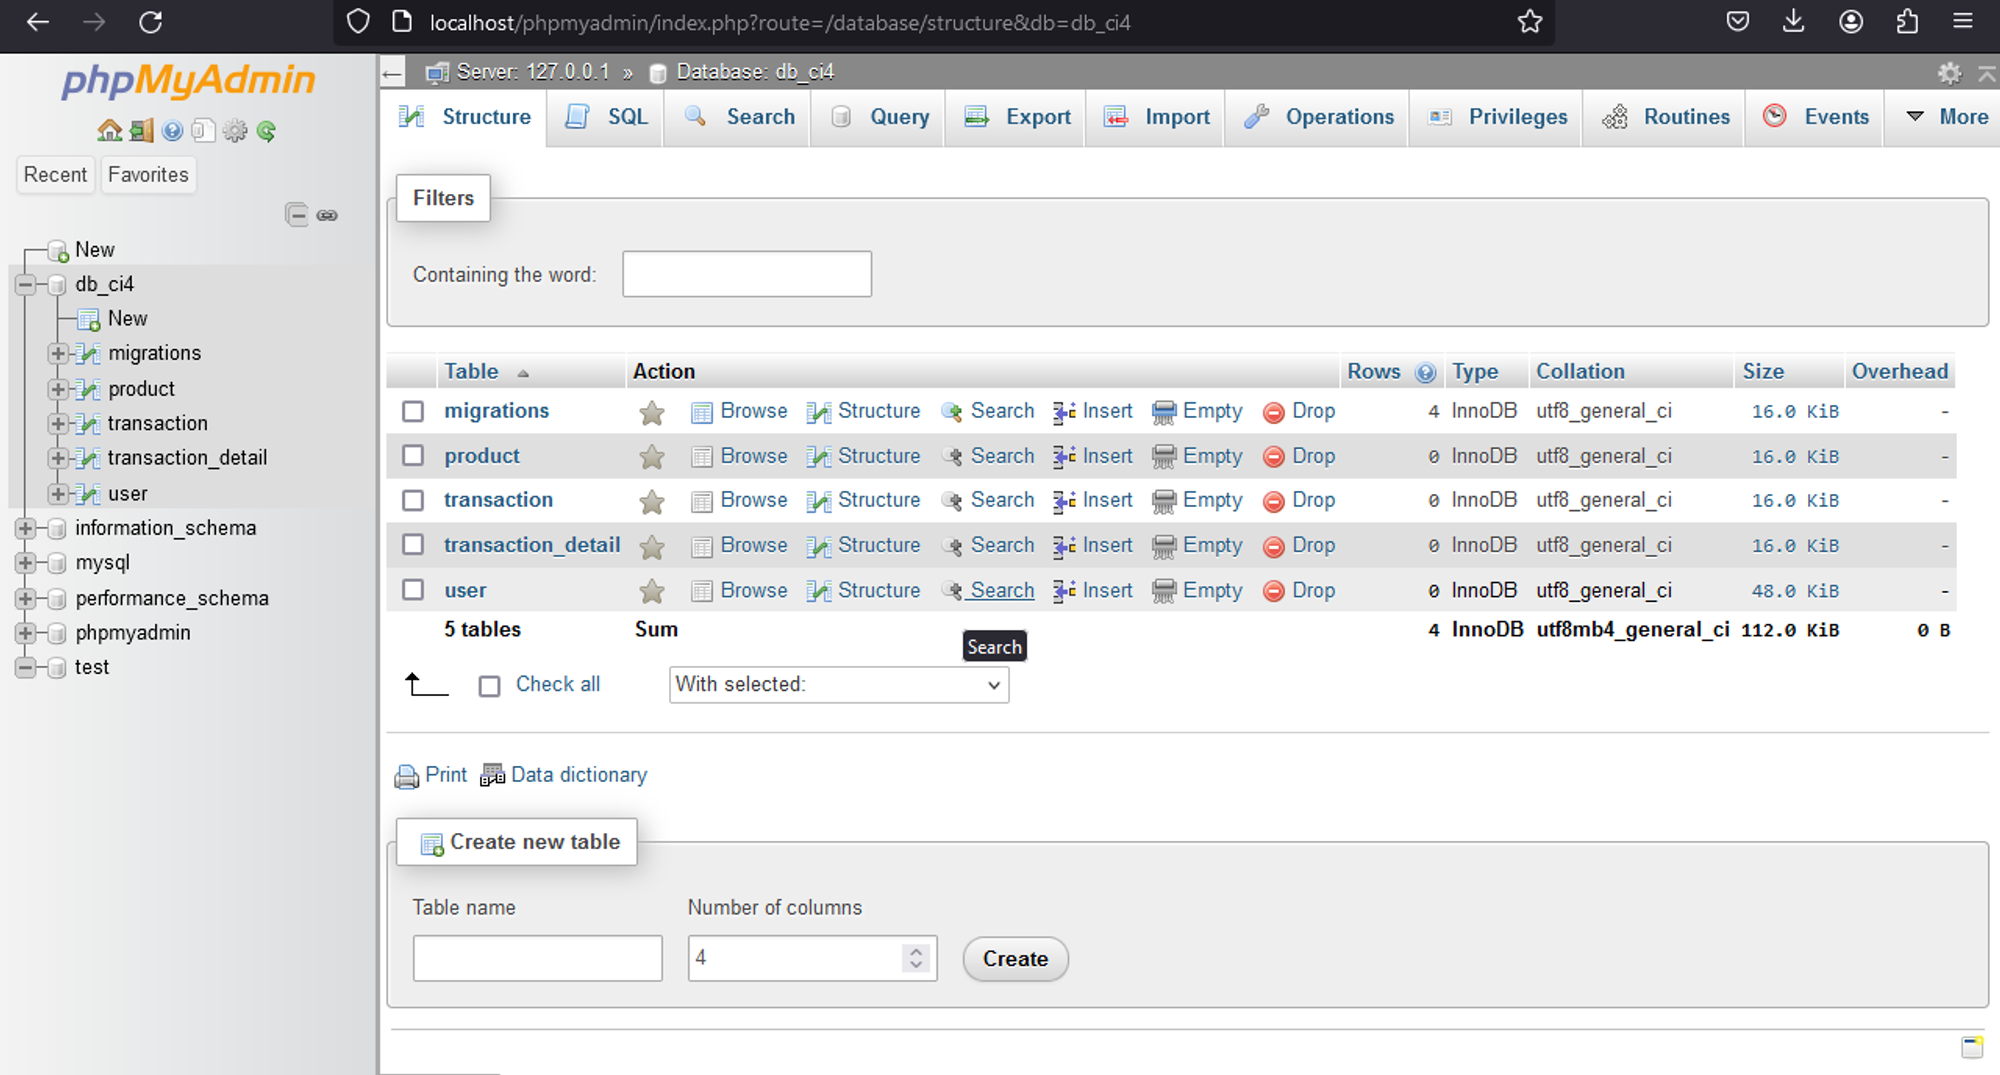 localhost/phpmyadmin/index.php?route=/database/structure&db=db_ci4
phpMyAdmin
Recent Favorites
New
db_ci4
New
migrations
product
transaction
transaction_detail
user
information_schema
mysql
performance_schema
phpmyadmin
test
Server: 127.0.0.1 » Database: db_ci4
Structure SQL Search Query Export Import Operations Privileges Routines Events More
Filters
Containing the word:
Table Action Rows Type Collation Size Overhead
migrations Browse Structure Search Insert Empty Drop 4 InnoDB utf8_general_ci 16.0 KiB -
product Browse Structure Search Insert Empty Drop 0 InnoDB utf8_general_ci 16.0 KiB -
transaction Browse Structure Search Insert Empty Drop 0 InnoDB utf8_general_ci 16.0 KiB -
transaction_detail Browse Structure Search Insert Empty Drop 0 InnoDB utf8_general_ci 16.0 KiB -
user Browse Structure Search Insert Empty Drop 0 InnoDB utf8_general_ci 48.0 KiB -
5 tables Sum 4 InnoDB utf8mb4_general_ci 112.0 KiB 0 B
Search
Check all With selected:
Print Data dictionary
Create new table
Table name Number of columns
4 Create